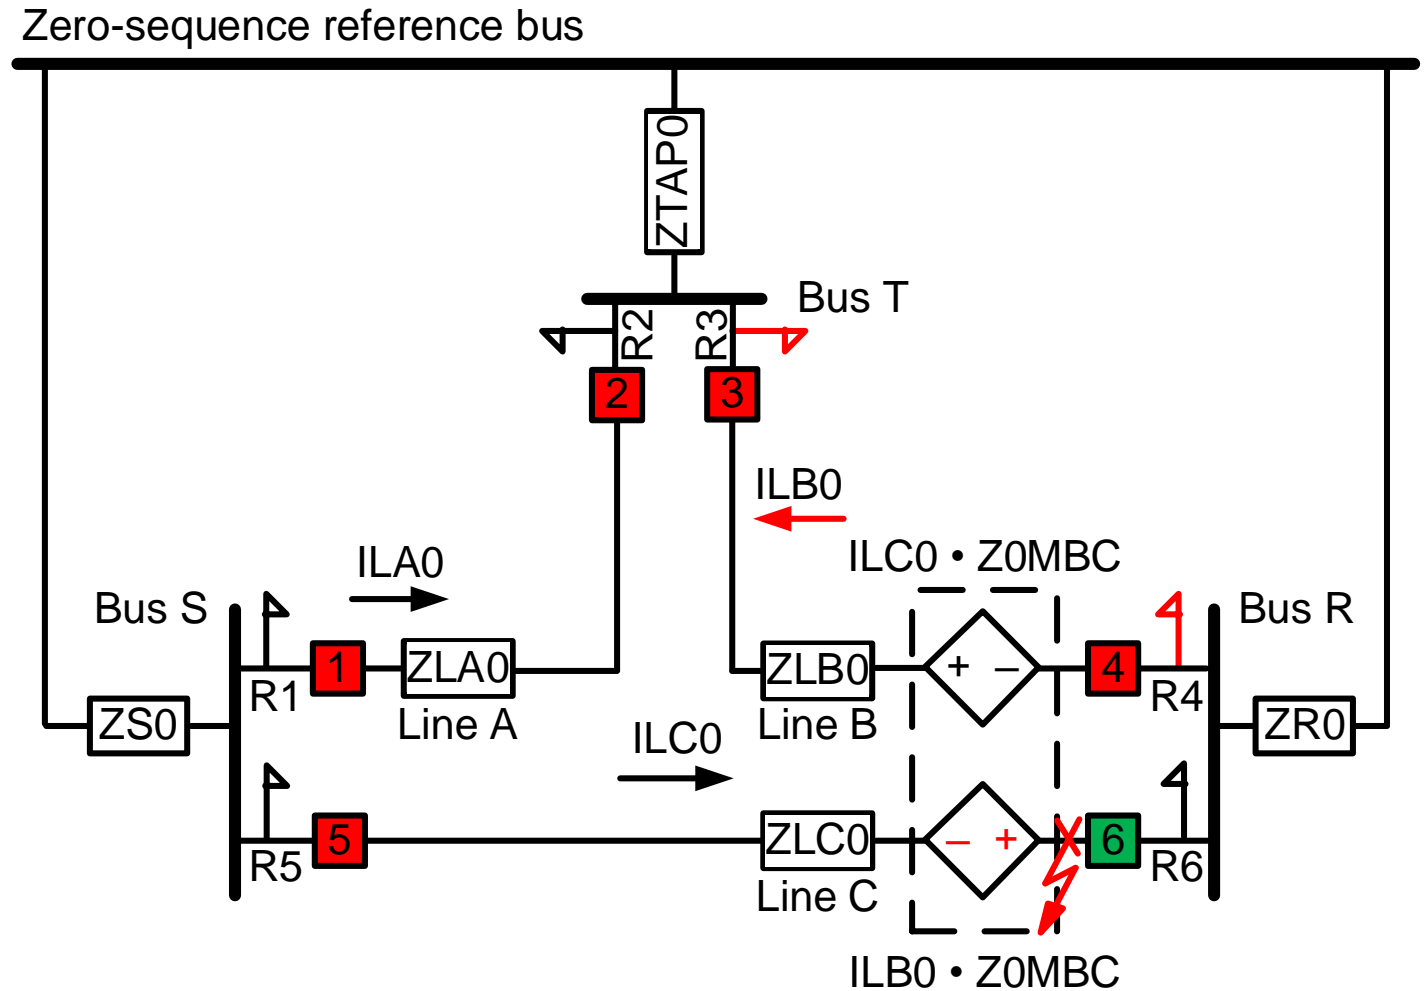 Zero-sequence reference bus
ZTAP0
Bus T
R2
R3
2
3
ILB0
ILC0 • Z0MBC
ILA0
Bus S
Bus R
1
ZLA0
ZLB0
+ –
4
R1
R4
Line A
Line B
ZS0
ZR0
ILC0
5
ZLC0
– +
6
R5
R6
Line C
ILB0 • Z0MBC